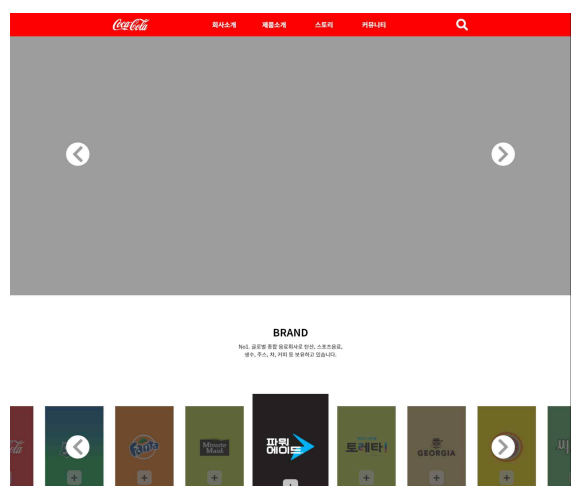 Coca-Cola 회사소개 제품소개 스토리 커뮤니티
BRAND
No1. 글로벌 종합 음료회사로 탄산, 스포츠음료,
생수, 주스, 차, 커피 등 보유하고 있습니다.
Fanta
Minute
Maid
파워
에이드
토레타!
GEORGIA